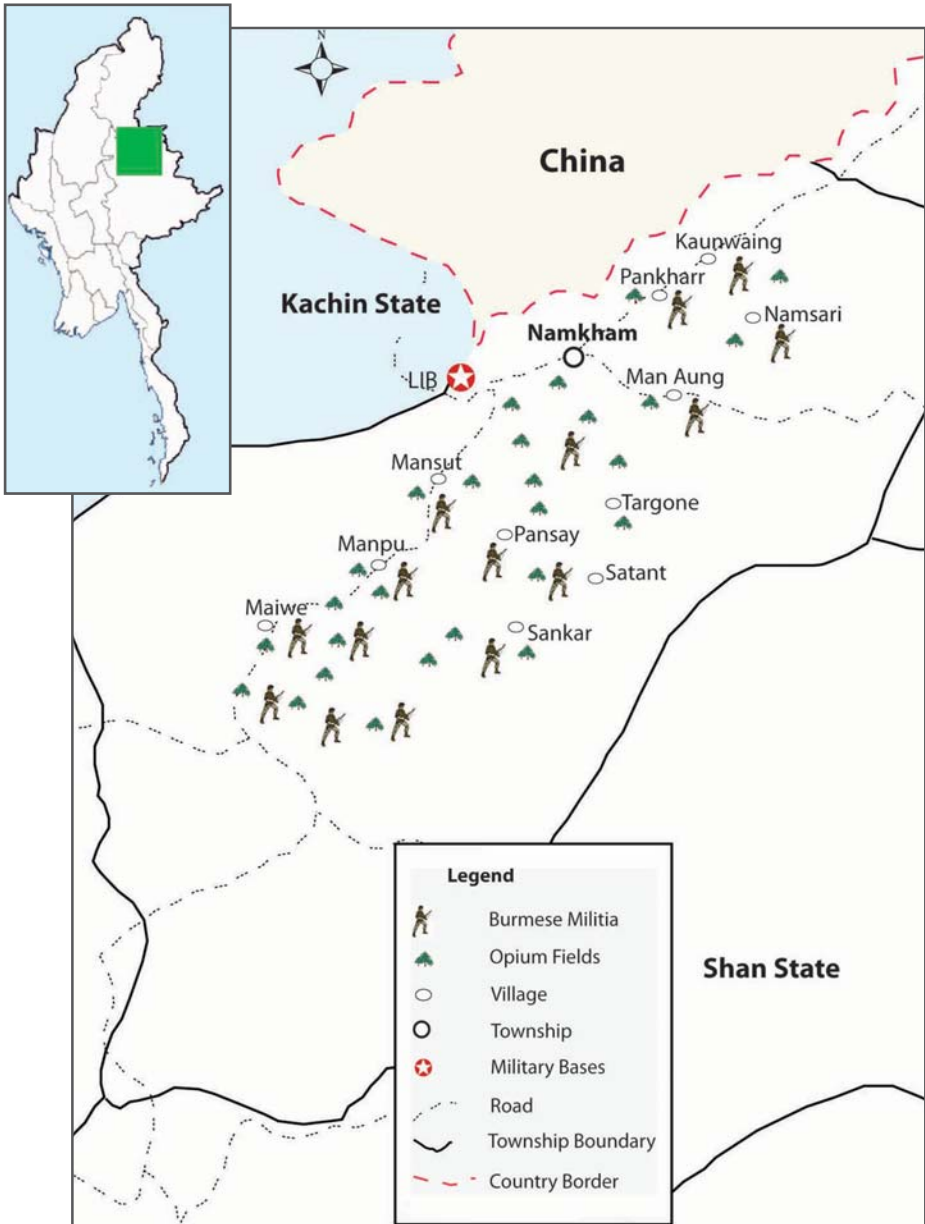 China
Kaunwaing
Pankharr
Kachin State
Namsari
Namkham
LIB
Man Aung
Mansut
Targone
Pansay
Manpu
Satant
Maiwe
Sankar
Legend
Burmese Militia
Opium Fields
Village
Township
Military Bases
Road
Township Boundary
Country Border
Shan State